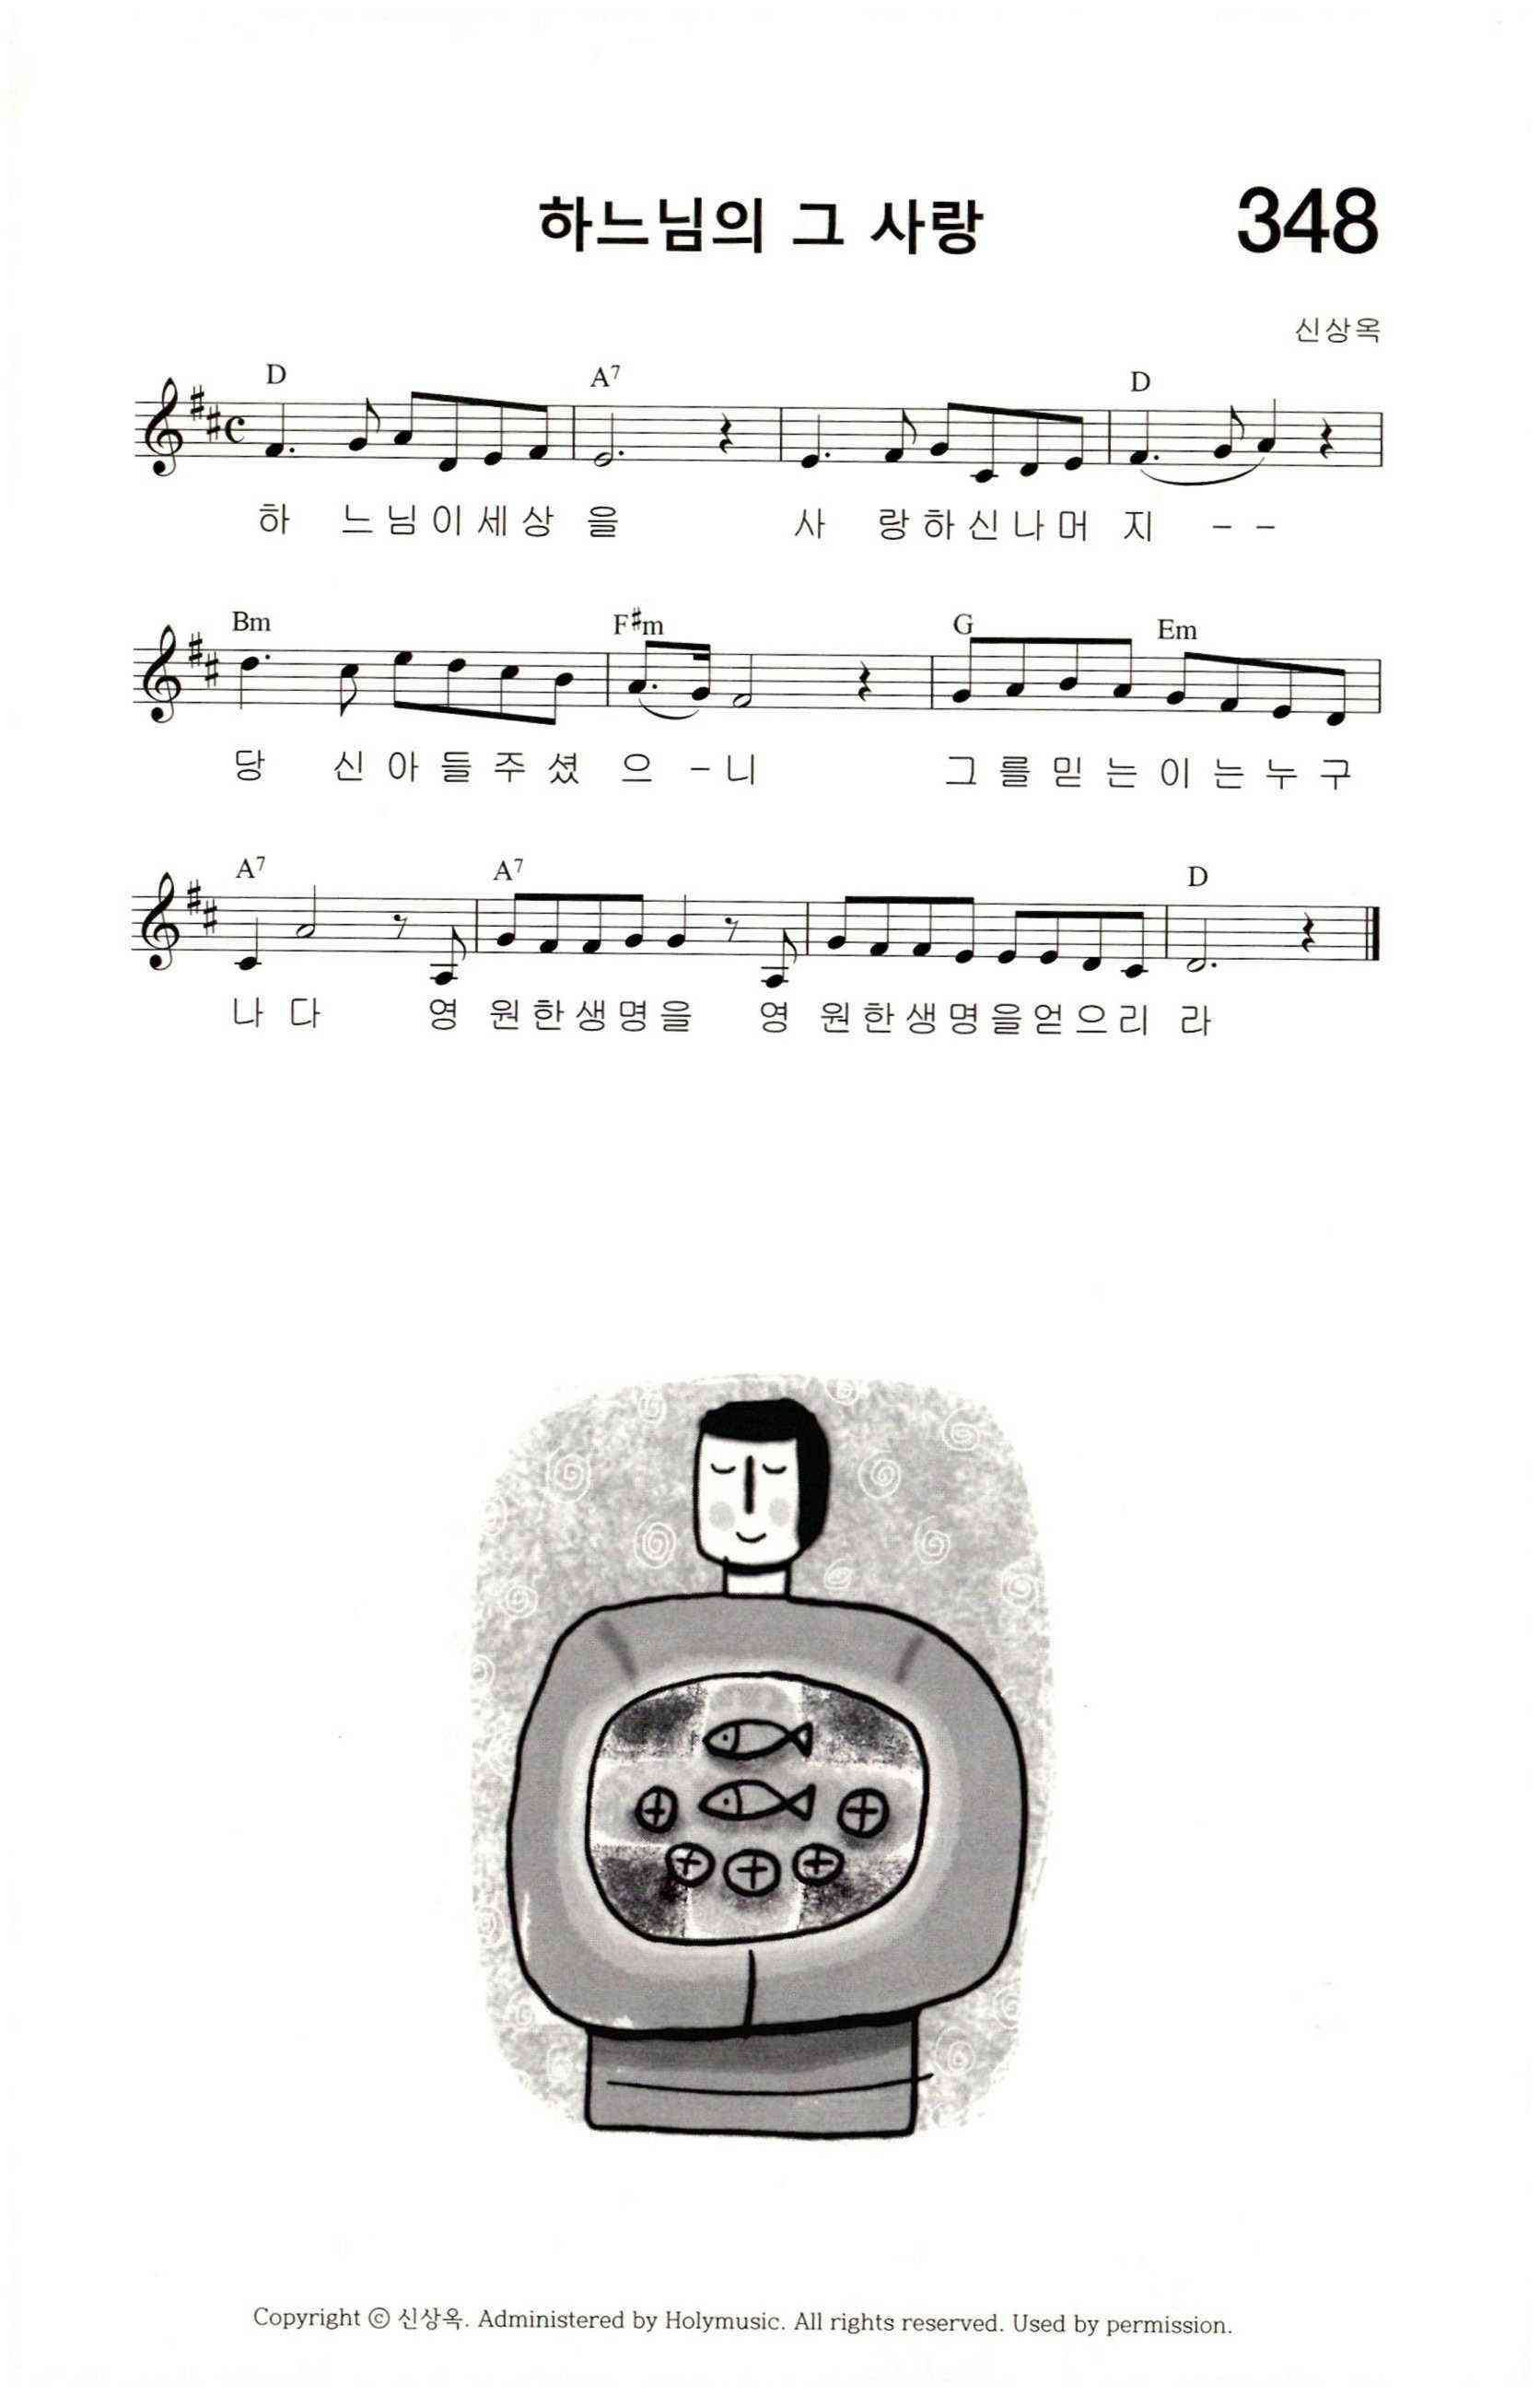 하느님의 그 사랑 348
신상옥
D A7 D
하 느님이세상 을 사 랑하신나머 지 - -
Bm F#m G Em
당 신아들주셨 으 -니 그를믿는이는누구
A7 A7 D
나 다 영 원한생명을 영 원한생명을얻으리 라
Copyright ⓒ 신상옥. Administered by Holymusic. All rights reserved. Used by permission.